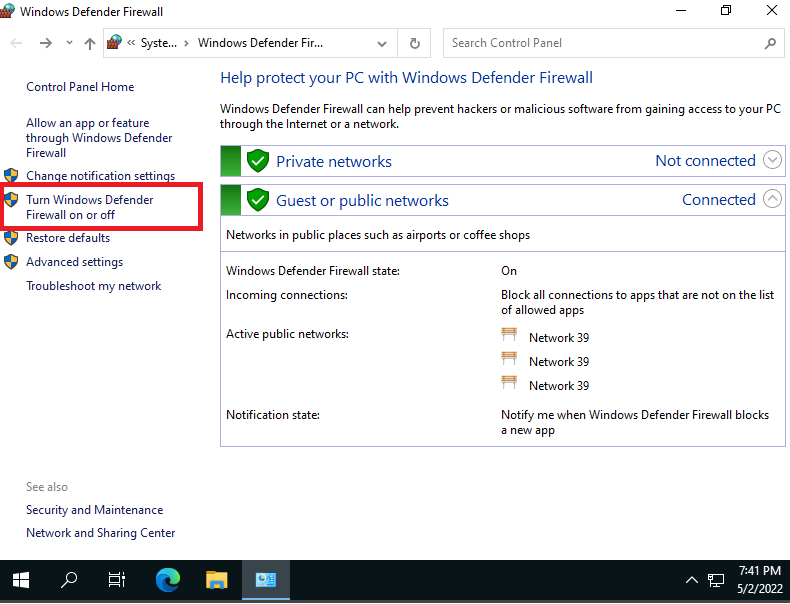 Windows Defender Firewall
« Syste... › Windows Defender Fir...
Search Control Panel
Control Panel Home
Allow an app or feature
through Windows Defender
Firewall
Change notification settings
Turn Windows Defender
Firewall on or off
Restore defaults
Advanced settings
Troubleshoot my network
See also
Security and Maintenance
Network and Sharing Center
Help protect your PC with Windows Defender Firewall
Windows Defender Firewall can help prevent hackers or malicious software from gaining access to your PC
through the Internet or a network.
Private networks Not connected
Guest or public networks Connected
Networks in public places such as airports or coffee shops
Windows Defender Firewall state: On
Incoming connections: Block all connections to apps that are not on the list
of allowed apps
Active public networks: Network 39
Network 39
Network 39
Notification state: Notify me when Windows Defender Firewall blocks
a new app
7:41 PM
5/2/2022